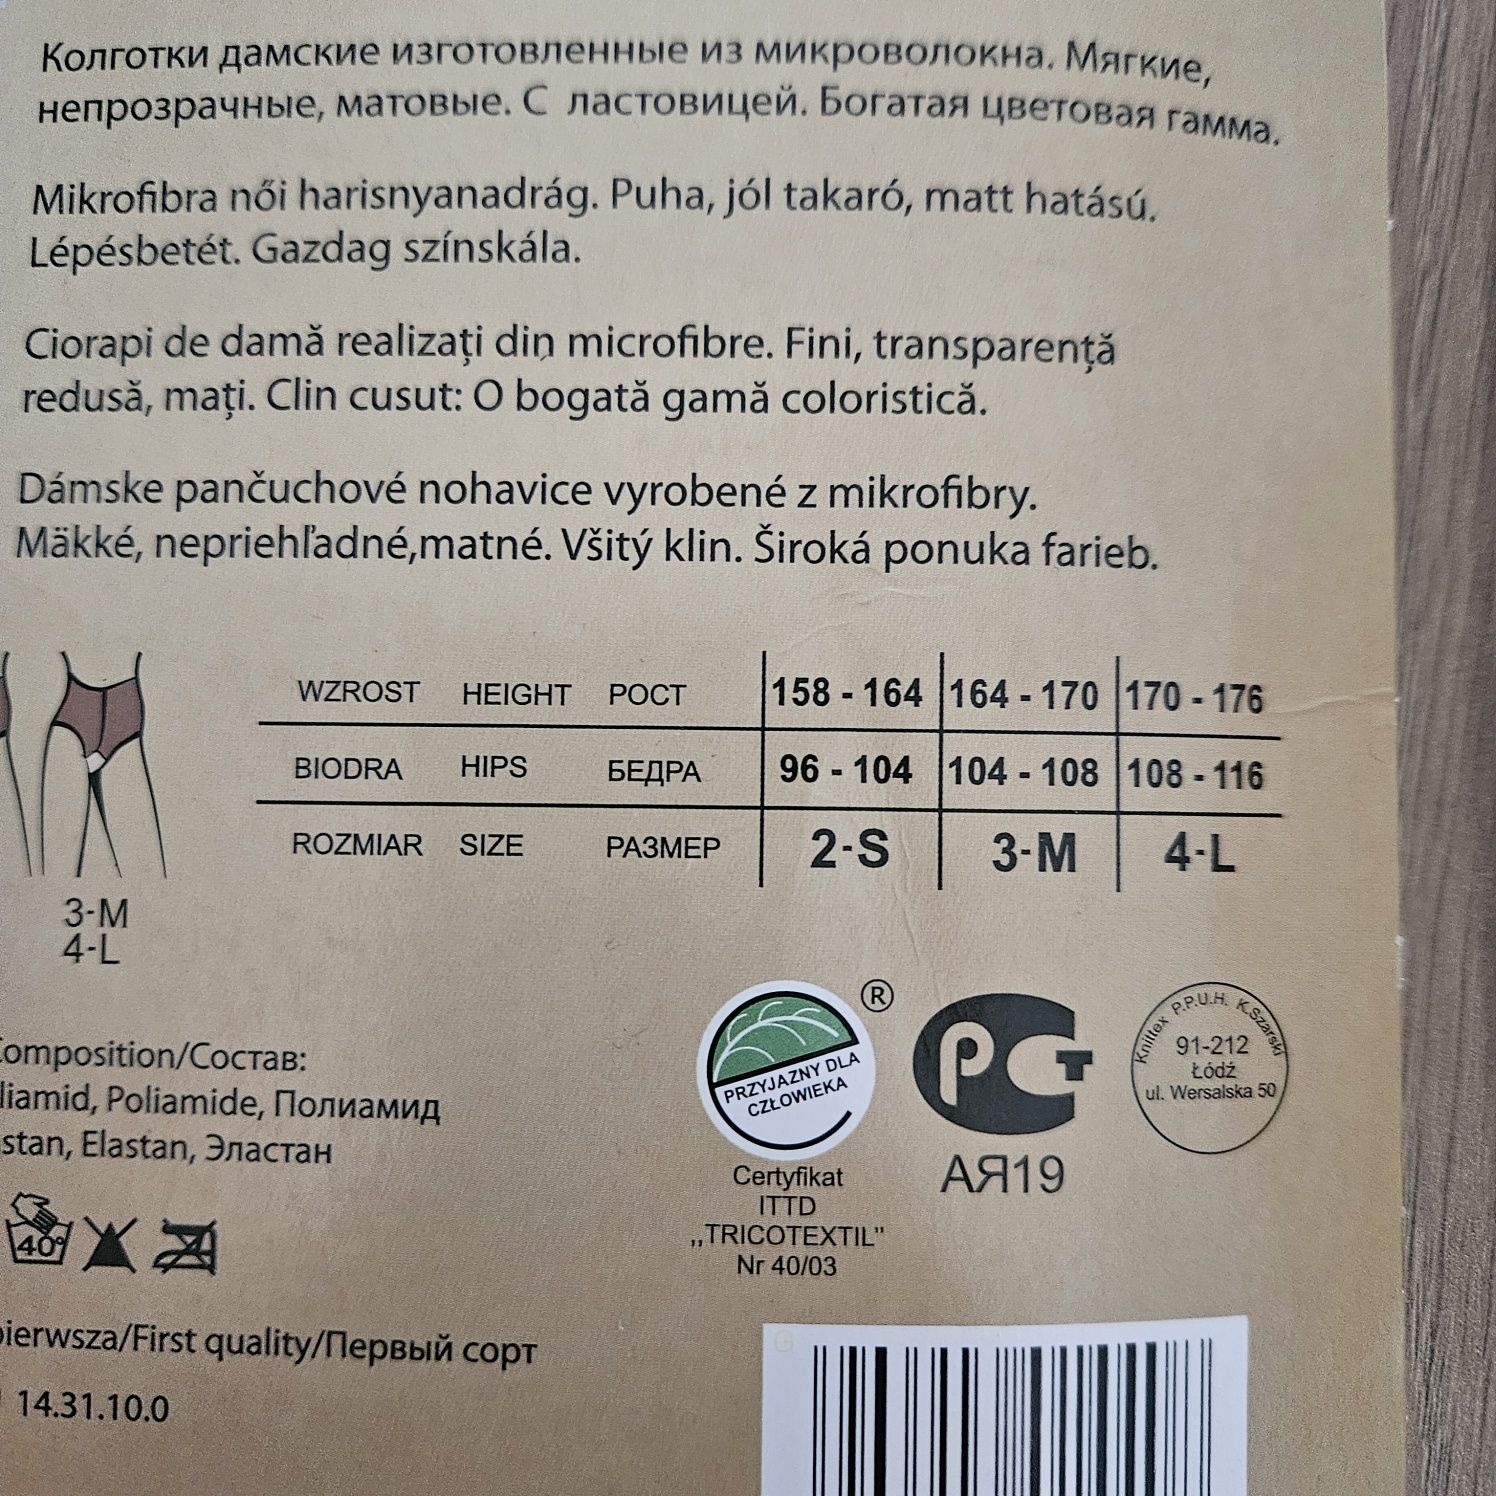 Колготки дамские изготовленные из микроволокна. Мягкие,
непрозрачные, матовые. С ластовицей. Богатая цветовая гамма.
Mikrofibra női harisnyanadrág. Puha, jól takaró, matt hatású.
Lépésbetét. Gazdag színskála.
Ciorapi de damă realizați din microfibre. Fini, transparență
redusă, mați. Clin cusut: O bogată gamă coloristică.
Dámske pančuchové nohavice vyrobené z mikrofibry.
Mäkké, nepriehľadné,matné. Všitý klin. Široká ponuka farieb.
WZROST HEIGHT РОСТ 158 - 164 164 - 170 170 - 176
BIODRA HIPS БЕДРА 96 - 104 104 - 108 108 - 116
ROZMIAR SIZE РАЗМЕР 2-S 3-M 4-L
3-M
4-L
®
PRZYJAZNY DLA
CZŁOWIEKA
Certyfikat
ITTD
„TRICOTEXTIL”
Nr 40/03
РСТ
АЯ19
Knittex P.P.U.H. K.Szarski
91-212
Łódź
ul. Wersalska 50
Composition/Состав:
liamid, Poliamide, Полиамид
stan, Elastan, Эластан
40°
pierwsza/First quality/Первый сорт
14.31.10.0
G